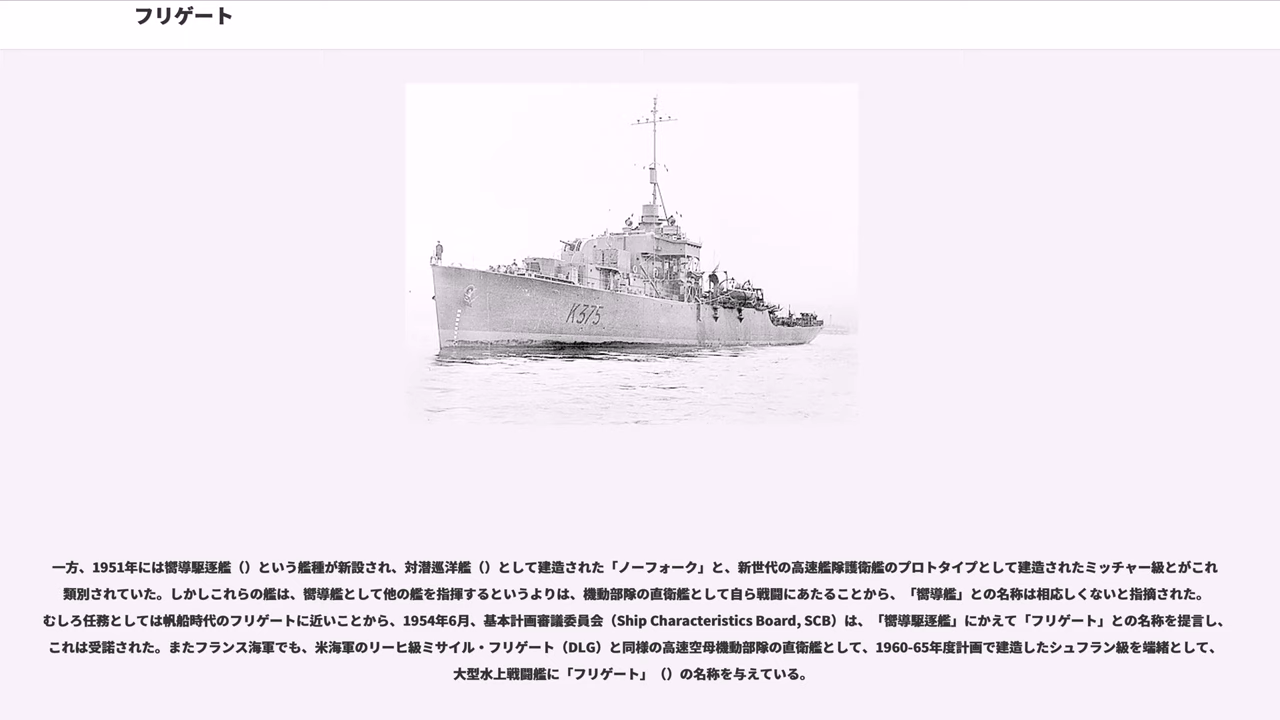 フリゲート
K375
一方、1951年には嚮導駆逐艦（）という艦種が新設され、対潜巡洋艦（）として建造された「ノーフォーク」と、新世代の高速艦隊護衛艦のプロトタイプとして建造されたミッチャー級とがこれ
類別されていた。しかしこれらの艦は、嚮導艦として他の艦を指揮するというよりは、機動部隊の直衛艦として自ら戦闘にあたることから、「嚮導艦」との名称は相応しくないと指摘された。
むしろ任務としては帆船時代のフリゲートに近いことから、1954年6月、基本計画審議委員会（Ship Characteristics Board, SCB）は、「嚮導駆逐艦」にかえて「フリゲート」との名称を提言し、
これは受諾された。またフランス海軍でも、米海軍のリーヒ級ミサイル・フリゲート（DLG）と同様の高速空母機動部隊の直衛艦として、1960-65年度計画で建造したシュフラン級を端緒として、
大型水上戦闘艦に「フリゲート」（）の名称を与えている。